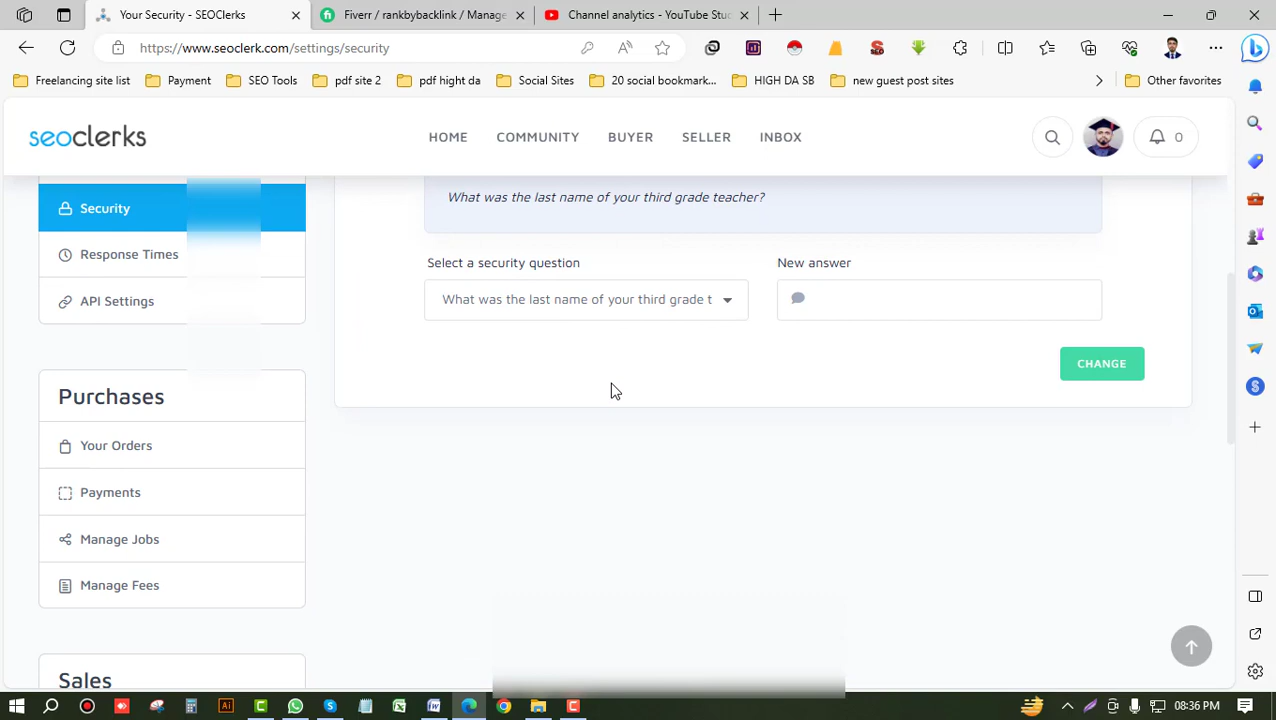 Your Security - SEOClerks
Fiverr / rankbybacklink / Manage
Channel analytics - YouTube Stu
https://www.seoclerk.com/settings/security
Freelancing site list
Payment
SEO Tools
pdf site 2
pdf hight da
Social Sites
20 social bookmark...
HIGH DA SB
new guest post sites
Other favorites
seoclerks
HOME
COMMUNITY
BUYER
SELLER
INBOX
0
Security
Response Times
API Settings
What was the last name of your third grade teacher?
Select a security question
New answer
What was the last name of your third grade t
CHANGE
Purchases
Your Orders
Payments
Manage Jobs
Manage Fees
Sales
08:36 PM